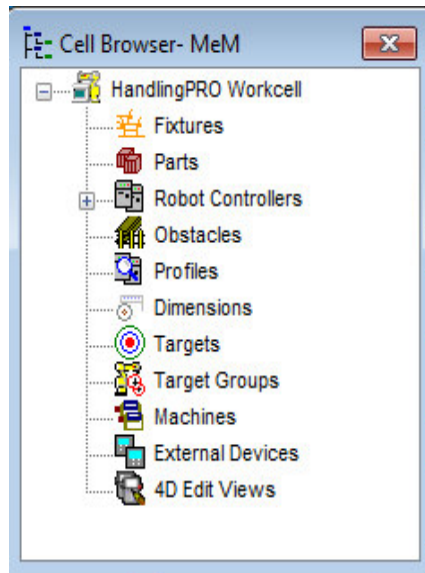 Cell Browser- MeM
HandlingPRO Workcell
Fixtures
Parts
Robot Controllers
Obstacles
Profiles
Dimensions
Targets
Target Groups
Machines
External Devices
4D Edit Views